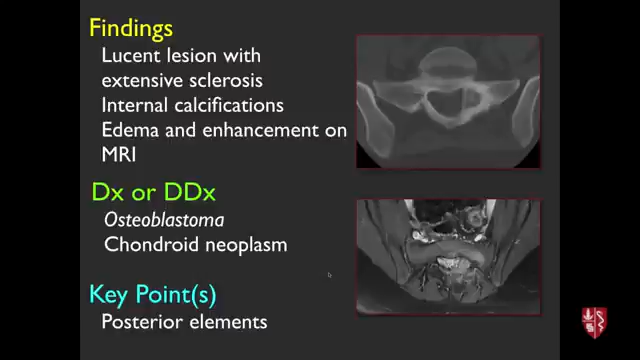 Findings
Lucent lesion with
extensive sclerosis
Internal calcifications
Edema and enhancement on
MRI
Dx or DDx
Osteoblastoma
Chondroid neoplasm
Key Point(s)
Posterior elements